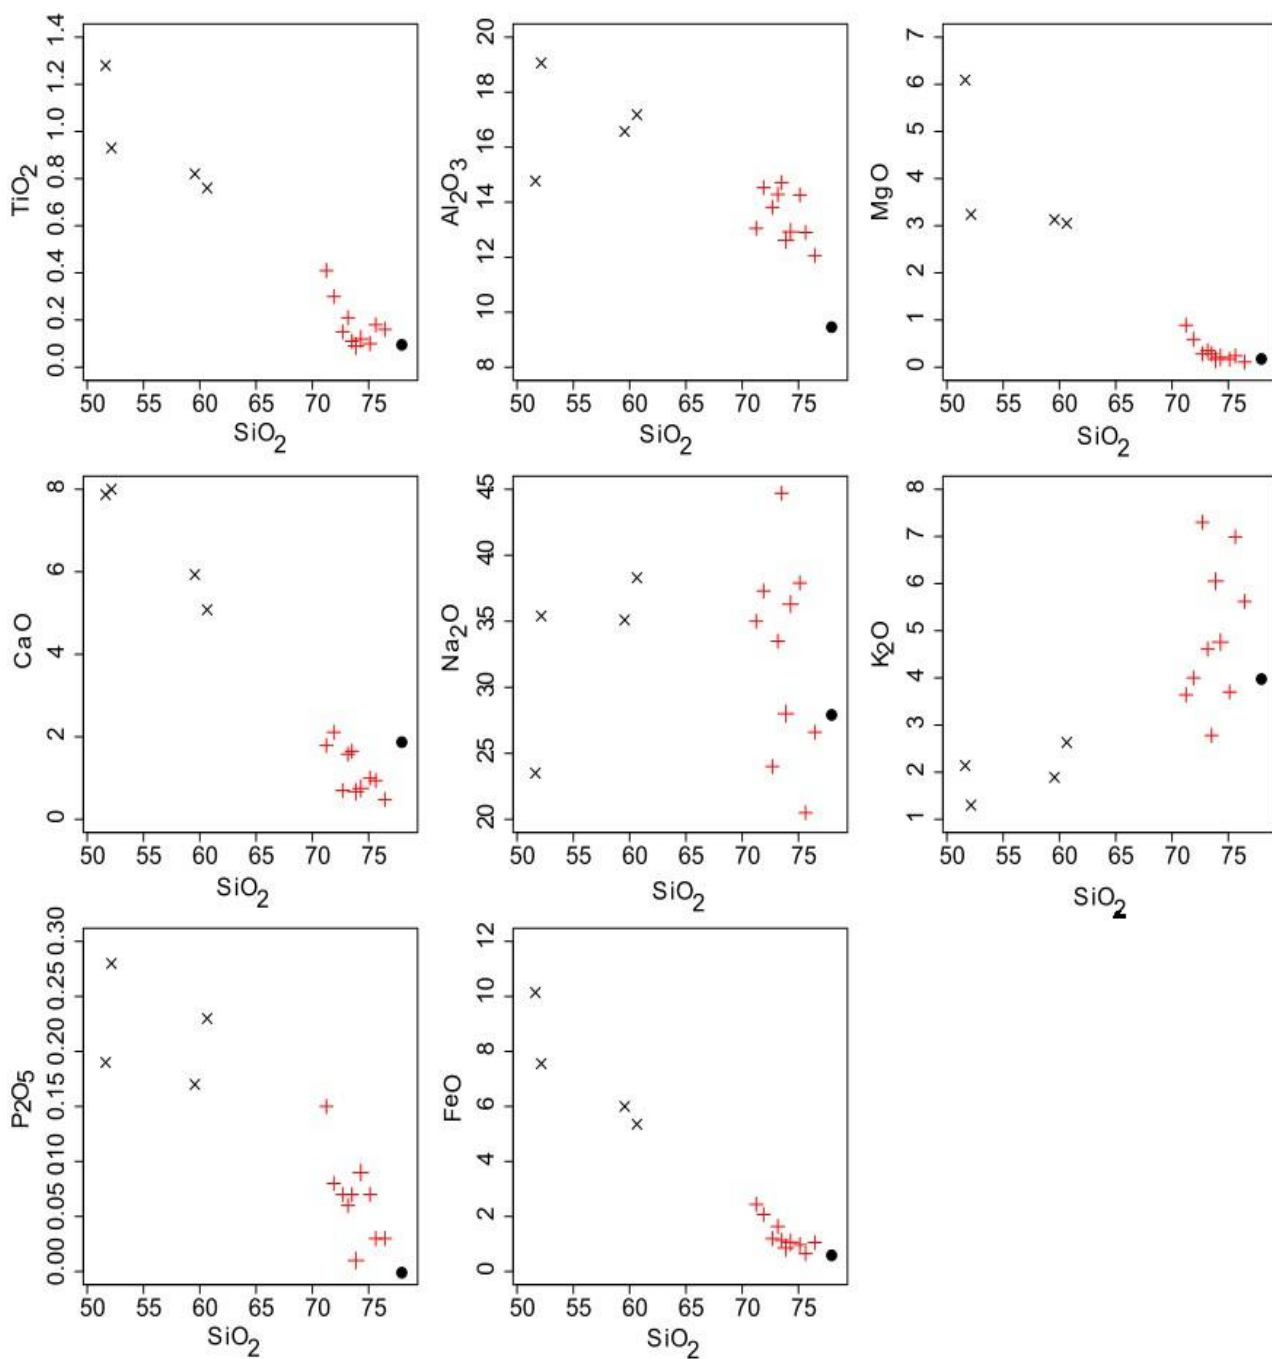 TiO2
0.0 0.2 0.4 0.6 0.8 1.0 1.2 1.4
50 55 60 65 70 75
SiO2
Al2O3
8 10 12 14 16 18 20
50 55 60 65 70 75
SiO2
MgO
0 1 2 3 4 5 6 7
50 55 60 65 70 75
SiO2
CaO
0 2 4 6 8
50 55 60 65 70 75
SiO2
Na2O
20 25 30 35 40 45
50 55 60 65 70 75
SiO2
K2O
1 2 3 4 5 6 7 8
50 55 60 65 70 75
SiO2
P2O5
0.00 0.05 010 0.15 0.20 0.25 0.30
50 55 60 65 70 75
SiO2
FeO
0 2 4 6 8 10 12
50 55 60 65 70 75
SiO2